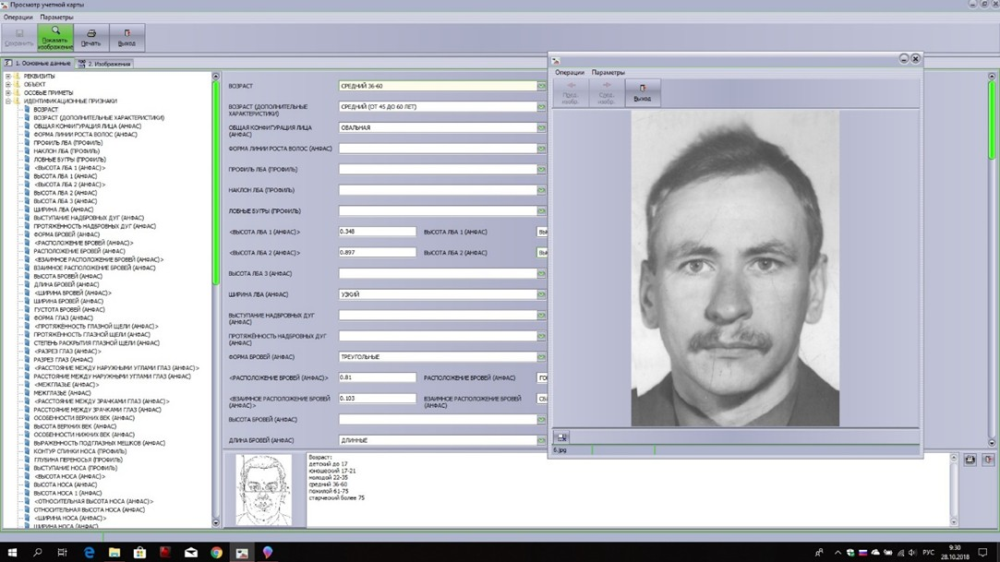 Просмотр учетной карты
Операции Параметры
Сохранить Показать изображение Печать Выход
1. Основные данные 2. Изображения
РЕКВИЗИТЫ
ОБЪЕКТ
ОСОБЫЕ ПРИМЕТЫ
ИДЕНТИФИКАЦИОННЫЕ ПРИЗНАКИ
ВОЗРАСТ
ВОЗРАСТ (ДОПОЛНИТЕЛЬНЫЕ ХАРАКТЕРИСТИКИ)
ОБЩАЯ КОНФИГУРАЦИЯ ЛИЦА (АНФАС)
ФОРМА ЛИНИИ РОСТА ВОЛОС (АНФАС)
ПРОФИЛЬ ЛБА (ПРОФИЛЬ)
НАКЛОН ЛБА (ПРОФИЛЬ)
ЛОБНЫЕ БУГРЫ (ПРОФИЛЬ)
<ВЫСОТА ЛБА 1 (АНФАС)>
ВЫСОТА ЛБА 1 (АНФАС)
<ВЫСОТА ЛБА 2 (АНФАС)>
ВЫСОТА ЛБА 2 (АНФАС)
ВЫСОТА ЛБА 3 (АНФАС)
ШИРИНА ЛБА (АНФАС)
ВЫСТУПАНИЕ НАДБРОВНЫХ ДУГ (АНФАС)
ПРОТЯЖЁННОСТЬ НАДБРОВНЫХ ДУГ (АНФАС)
ФОРМА БРОВЕЙ (АНФАС)
<РАСПОЛОЖЕНИЕ БРОВЕЙ (АНФАС)>
РАСПОЛОЖЕНИЕ БРОВЕЙ (АНФАС)
<ВЗАИМНОЕ РАСПОЛОЖЕНИЕ БРОВЕЙ (АНФАС)>
ВЗАИМНОЕ РАСПОЛОЖЕНИЕ БРОВЕЙ (АНФАС)
ВЫСОТА БРОВЕЙ (АНФАС)
ДЛИНА БРОВЕЙ (АНФАС)
<ШИРИНА БРОВЕЙ (АНФАС)>
ШИРИНА БРОВЕЙ (АНФАС)
ГУСТОТА БРОВЕЙ (АНФАС)
ФОРМА ГЛАЗ (АНФАС)
<ПРОТЯЖЁННОСТЬ ГЛАЗНОЙ ЩЕЛИ (АНФАС)>
ПРОТЯЖЁННОСТЬ ГЛАЗНОЙ ЩЕЛИ (АНФАС)
СТЕПЕНЬ РАСКРЫТИЯ ГЛАЗНОЙ ЩЕЛИ (АНФАС)
<РАЗРЕЗ ГЛАЗ (АНФАС)>
РАЗРЕЗ ГЛАЗ (АНФАС)
<РАССТОЯНИЕ МЕЖДУ НАРУЖНЫМИ УГЛАМИ ГЛАЗ (АНФАС)>
РАССТОЯНИЕ МЕЖДУ НАРУЖНЫМИ УГЛАМИ ГЛАЗ (АНФАС)
<МЕЖГЛАЗЬЕ (АНФАС)>
МЕЖГЛАЗЬЕ (АНФАС)
<РАССТОЯНИЕ МЕЖДУ ЗРАЧКАМИ ГЛАЗ (АНФАС)>
РАССТОЯНИЕ МЕЖДУ ЗРАЧКАМИ ГЛАЗ (АНФАС)
ОСОБЕННОСТИ ВЕРХНИХ ВЕК (АНФАС)
ВЫСОТА ВЕРХНИХ ВЕК (АНФАС)
ОСОБЕННОСТИ НИЖНИХ ВЕК (АНФАС)
ВЫРАЖЕННОСТЬ ПОДГЛАЗНЫХ МЕШКОВ (АНФАС)
КОНТУР СПИНКИ НОСА (ПРОФИЛЬ)
ГЛУБИНА ПЕРЕНОСЬЯ (ПРОФИЛЬ)
ВЫСТУПАНИЕ НОСА (ПРОФИЛЬ)
<ВЫСОТА НОСА (АНФАС)>
ВЫСОТА НОСА (АНФАС)
ВЫСОТА НОСА 1 (АНФАС)
<ОТНОСИТЕЛЬНАЯ ВЫСОТА НОСА (АНФАС)>
ОТНОСИТЕЛЬНАЯ ВЫСОТА НОСА (АНФАС)
<ШИРИНА НОСА (АНФАС)>
ШИРИНА НОСА (АНФАС)
ВОЗРАСТ СРЕДНИЙ 36-60
ВОЗРАСТ (ДОПОЛНИТЕЛЬНЫЕ
ХАРАКТЕРИСТИКИ) СРЕДНИЙ (ОТ 45 ДО 60 ЛЕТ)
ОБЩАЯ КОНФИГУРАЦИЯ ЛИЦА
(АНФАС) ОВАЛЬНАЯ
ФОРМА ЛИНИИ РОСТА ВОЛОС (АНФАС)
ПРОФИЛЬ ЛБА (ПРОФИЛЬ)
НАКЛОН ЛБА (ПРОФИЛЬ)
ЛОБНЫЕ БУГРЫ (ПРОФИЛЬ)
<ВЫСОТА ЛБА 1 (АНФАС)> 0.348 ВЫСОТА ЛБА 1 (АНФАС)
<ВЫСОТА ЛБА 2 (АНФАС)> 0.897 ВЫСОТА ЛБА 2 (АНФАС)
ВЫСОТА ЛБА 3 (АНФАС)
ШИРИНА ЛБА (АНФАС) УЗКИЙ
ВЫСТУПАНИЕ НАДБРОВНЫХ ДУГ
(АНФАС)
ПРОТЯЖЁННОСТЬ НАДБРОВНЫХ ДУГ
(АНФАС)
ФОРМА БРОВЕЙ (АНФАС) ТРЕУГОЛЬНЫЕ
<РАСПОЛОЖЕНИЕ БРОВЕЙ (АНФАС)> 0.81 РАСПОЛОЖЕНИЕ БРОВЕЙ (АНФАС)
<ВЗАИМНОЕ РАСПОЛОЖЕНИЕ БРОВЕЙ
(АНФАС)> 0.103 ВЗАИМНОЕ РАСПОЛОЖЕНИЕ БРОВЕЙ
(АНФАС)
ВЫСОТА БРОВЕЙ (АНФАС)
ДЛИНА БРОВЕЙ (АНФАС) ДЛИННЫЕ
Операции Параметры
Пред. изобр. След. изобр. Выход
6.jpg
Возраст:
детский до 17
юношеский 17-21
молодой 22-35
средний 36-60
пожилой 61-75
старческий более 75
РУС
9:30
28.10.2018